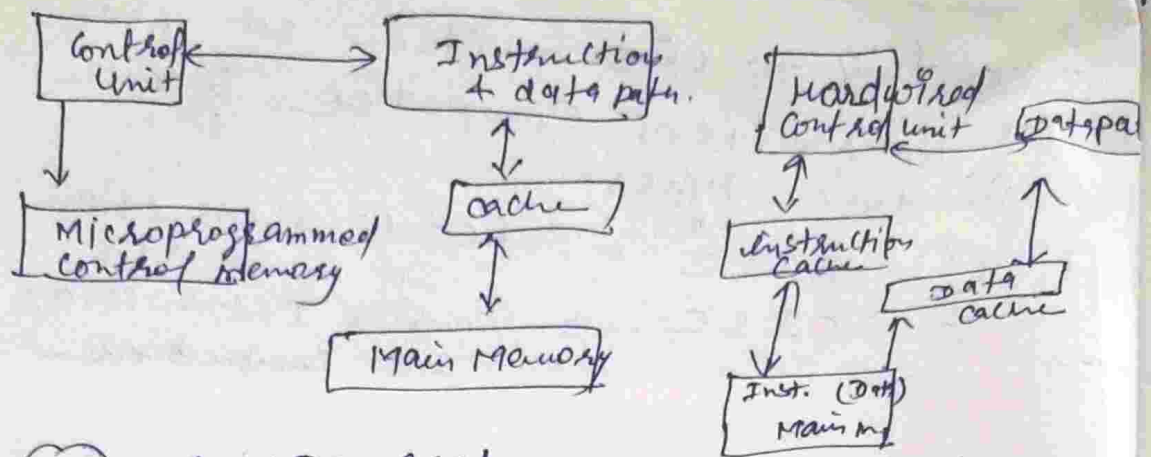 Control
Unit
Instruction
& data path.
Microprogrammed
Control Memory
Cache
Main Memory
Hardwired
Control unit
Datapa
Instruction
Cache
Data
Cache
Inst. (Data)
Main m